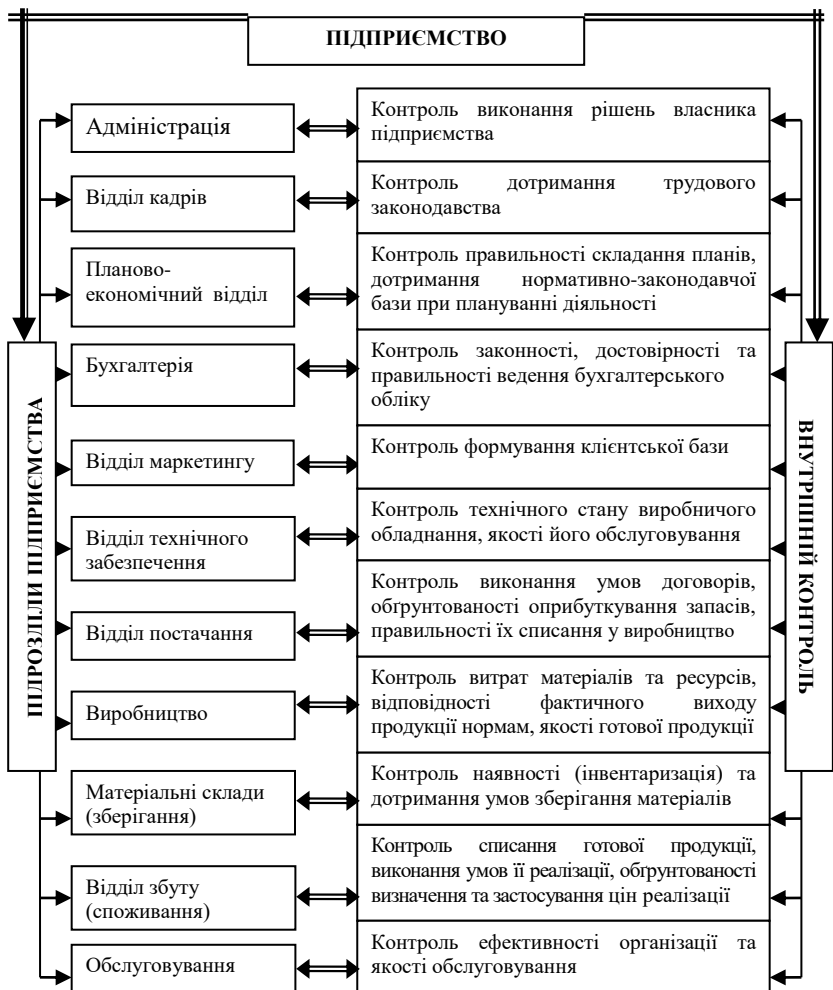 ПІДПРИЄМСТВО
Адміністрація
Контроль виконання рішень власника
підприємства
Відділ кадрів
Контроль дотримання трудового
законодавства
Планово-
економічний відділ
Контроль правильності складання планів,
дотримання нормативно-законодавчої
бази при плануванні діяльності
Бухгалтерія
Контроль законності, достовірності та
правильності ведення бухгалтерського
обліку
Відділ маркетингу
Контроль формування клієнтської бази
Відділ технічного
забезпечення
Контроль технічного стану виробничого
обладнання, якості його обслуговування
Відділ постачання
Контроль виконання умов договорів,
обґрунтованості оприбуткування запасів,
правильності їх списання у виробництво
Виробництво
Контроль витрат матеріалів та ресурсів,
відповідності фактичного виходу
продукції нормам, якості готової продукції
Матеріальні склади
(зберігання)
Контроль наявності (інвентаризація) та
дотримання умов зберігання матеріалів
Відділ збуту
(споживання)
Контроль списання готової продукції,
виконання умов її реалізації, обґрунтованості
визначення та застосування цін реалізації
Обслуговування
Контроль ефективності організації та
якості обслуговування
ПІДРОЗДІЛИ ПІДПРИЄМСТВА
ВНУТРІШНІЙ КОНТРОЛЬ